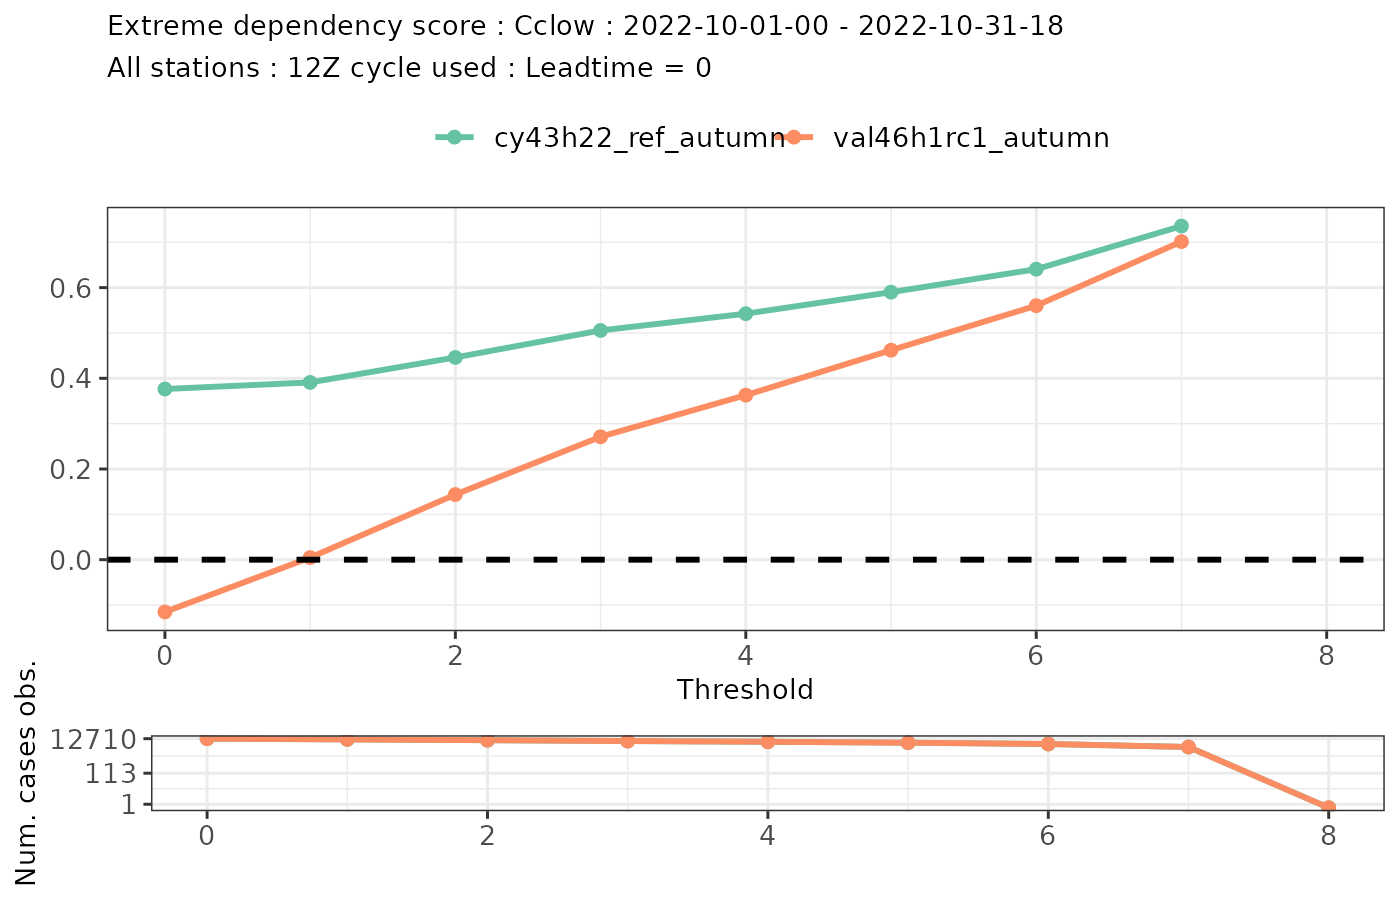 Extreme dependency score : Cclow : 2022-10-01-00 - 2022-10-31-18
All stations : 12Z cycle used : Leadtime = 0
cy43h22_ref_autumn val46h1rc1_autumn
0.6
0.4
0.2
0.0
0 2 4 6 8
Threshold
Num. cases obs.
12710
113
1
0 2 4 6 8